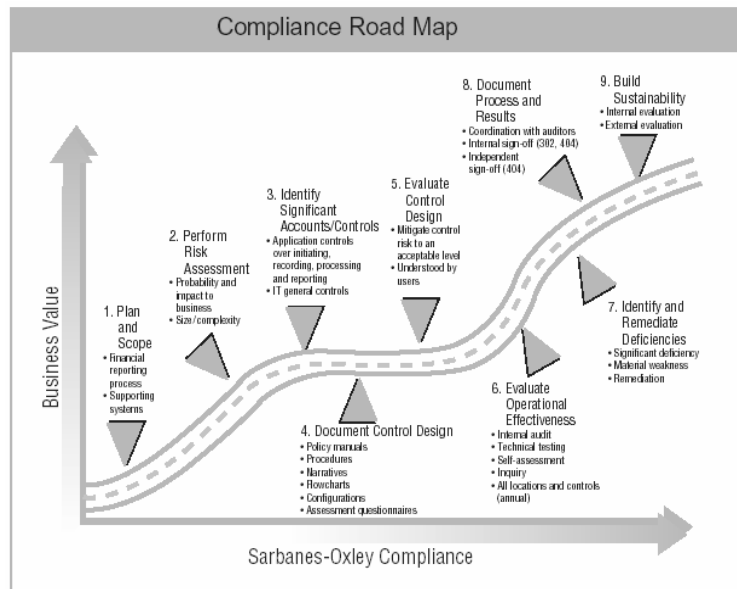 Compliance Road Map
Business Value
1. Plan
and
Scope
• Financial
reporting
process
• Supporting
systems
2. Perform
Risk
Assessment
• Probability and
impact to
business
• Size/complexity
3. Identify
Significant
Accounts/Controls
• Application controls
over initiating,
recording, processing
and reporting
• IT general controls
4. Document Control Design
• Policy manuals
• Procedures
• Narratives
• Flowcharts
• Configurations
• Assessment questionnaires
5. Evaluate
Control
Design
• Mitigate control
risk to an
acceptable level
• Understood by
users
6. Evaluate
Operational
Effectiveness
• Internal audit
• Technical testing
• Self-assessment
• Inquiry
• All locations and controls
(annual)
7. Identify and
Remediate
Deficiencies
• Significant deficiency
• Material weakness
• Remediation
8. Document
Process and
Results
• Coordination with auditors
• Internal sign-off (302, 404)
• Independent
sign-off (404)
9. Build
Sustainability
• Internal evaluation
• External evaluation
Sarbanes-Oxley Compliance